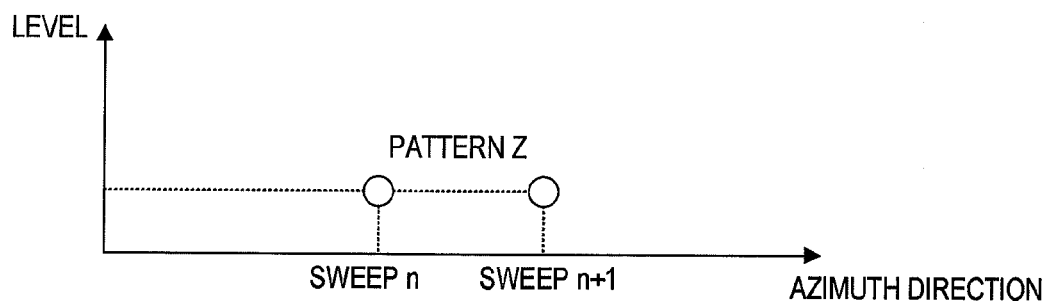 LEVEL
PATTERN Z
SWEEP n
SWEEP n+1
AZIMUTH DIRECTION